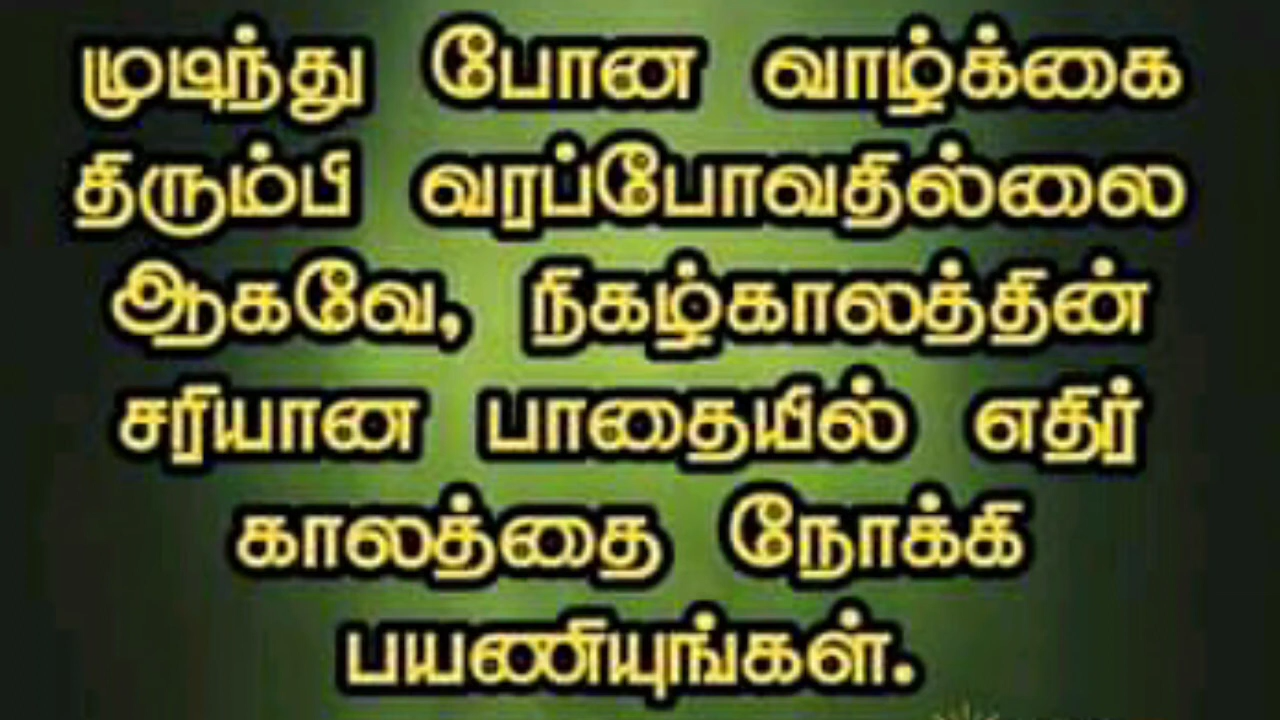 முடிந்து போன வாழ்க்கை
திரும்பி வரப்போவதில்லை
ஆகவே, நிகழ்காலத்தின்
சரியான பாதையில் எதிர்
காலத்தை நோக்கி
பயணியுங்கள்.